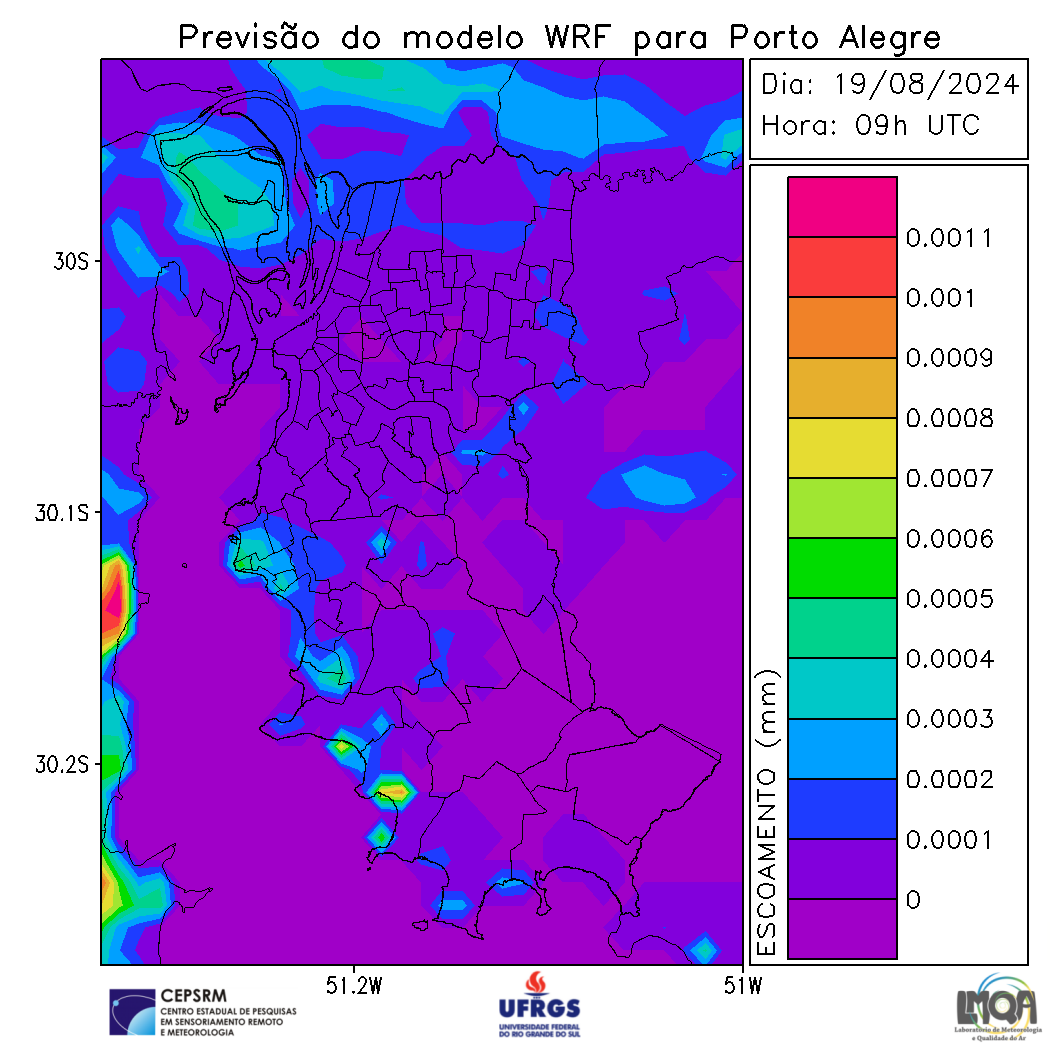 Previsão do modelo WRF para Porto Alegre
Dia: 19/08/2024
Hora: 09h UTC
30S
30.1S
30.2S
51.2W
51W
ESCOAMENTO (mm)
0.0011
0.001
0.0009
0.0008
0.0007
0.0006
0.0005
0.0004
0.0003
0.0002
0.0001
0
CEPSRM
CENTRO ESTADUAL DE PESQUISAS
EM SENSORIAMENTO REMOTO
E METEOROLOGIA
UFRGS
UNIVERSIDADE FEDERAL
DO RIO GRANDE DO SUL
LMQA
Laboratório de Meteorologia
e Qualidade do Ar